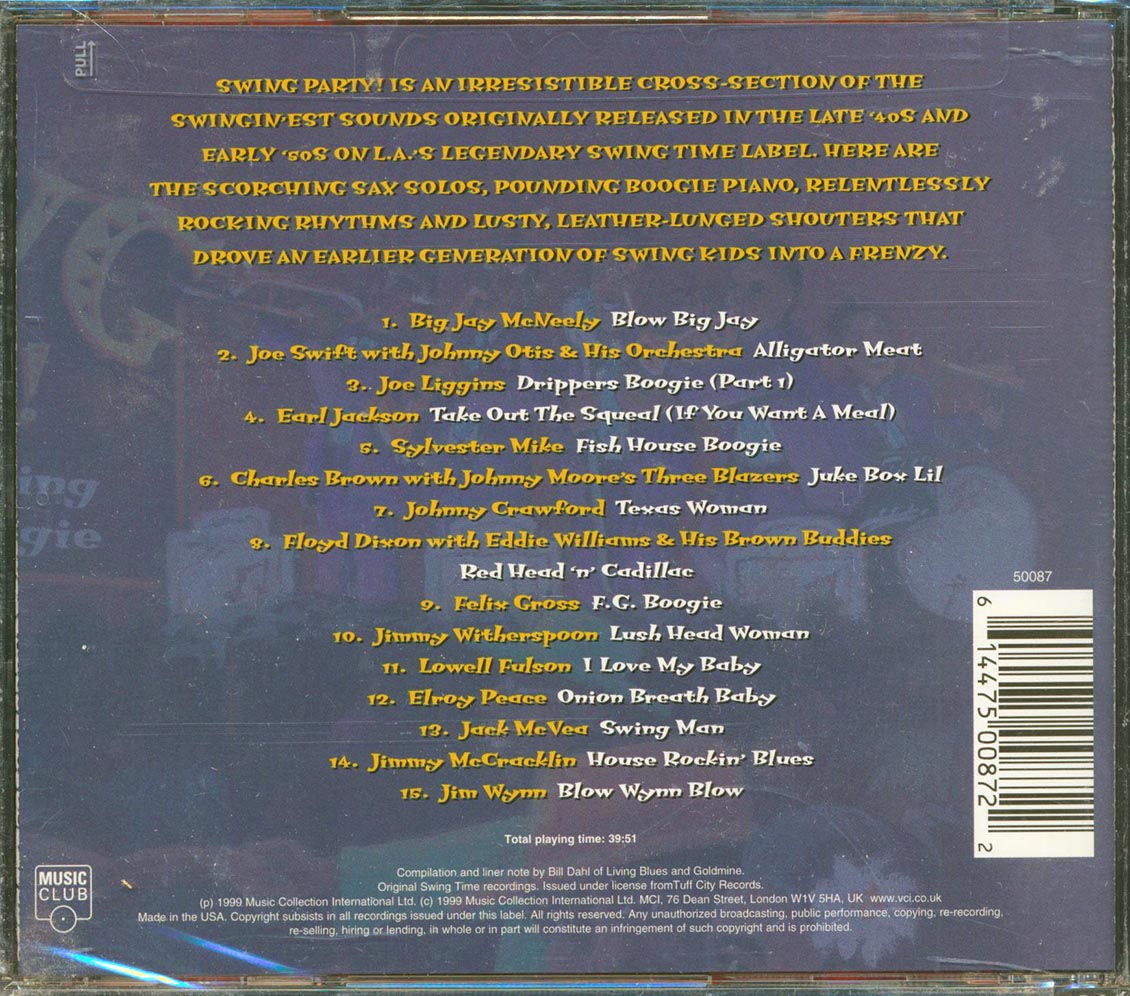 PULL
SWING PARTY! IS AN IRRESISTIBLE CROSS-SECTION OF THE
SWINGIN'EST SOUNDS ORIGINALLY RELEASED IN THE LATE '40S AND
EARLY '50S ON L.A.'S LEGENDARY SWING TIME LABEL. HERE ARE
THE SCORCHING SAX SOLOS, POUNDING BOOGIE PIANO, RELENTLESSLY
ROCKING RHYTHMS AND LUSTY, LEATHER-LUNGED SHOUTERS THAT
DROVE AN EARLIER GENERATION OF SWING KIDS INTO A FRENZY.
1. Big Jay McNeely Blow Big Jay
2. Joe Swift with Johnny Otis & His Orchestra Alligator Meat
3. Joe Liggins Drippers Boogie (Part 1)
4. Earl Jackson Take Out The Squeal (If You Want A Meal)
5. Sylvester Mike Fish House Boogie
6. Charles Brown with Johnny Moore's Three Blazers Juke Box Lil
7. Johnny Crawford Texas Woman
8. Floyd Dixon with Eddie Williams & His Brown Buddies
Red Head 'n' Cadillac
9. Felix Gross F.G. Boogie
10. Jimmy Witherspoon Lush Head Woman
11. Lowell Fulson I Love My Baby
12. Elroy Peace Onion Breath Baby
13. Jack McVea Swing Man
14. Jimmy McCracklin House Rockin' Blues
15. Jim Wynn Blow Wynn Blow
ing
gie
50087
6 14475 00872 2
Total playing time: 39:51
MUSIC
CLUB
Compilation and liner note by Bill Dahl of Living Blues and Goldmine.
Original Swing Time recordings. Issued under license fromTuff City Records.
(p) 1999 Music Collection International Ltd. (c) 1999 Music Collection International Ltd. MCI, 76 Dean Street, London W1V 5HA, UK www.vci.co.uk
Made in the USA. Copyright subsists in all recordings issued under this label. All rights reserved. Any unauthorized broadcasting, public performance, copying, re-recording,
re-selling, hiring or lending, in whole or in part will constitute an infringement of such copyright and is prohibited.